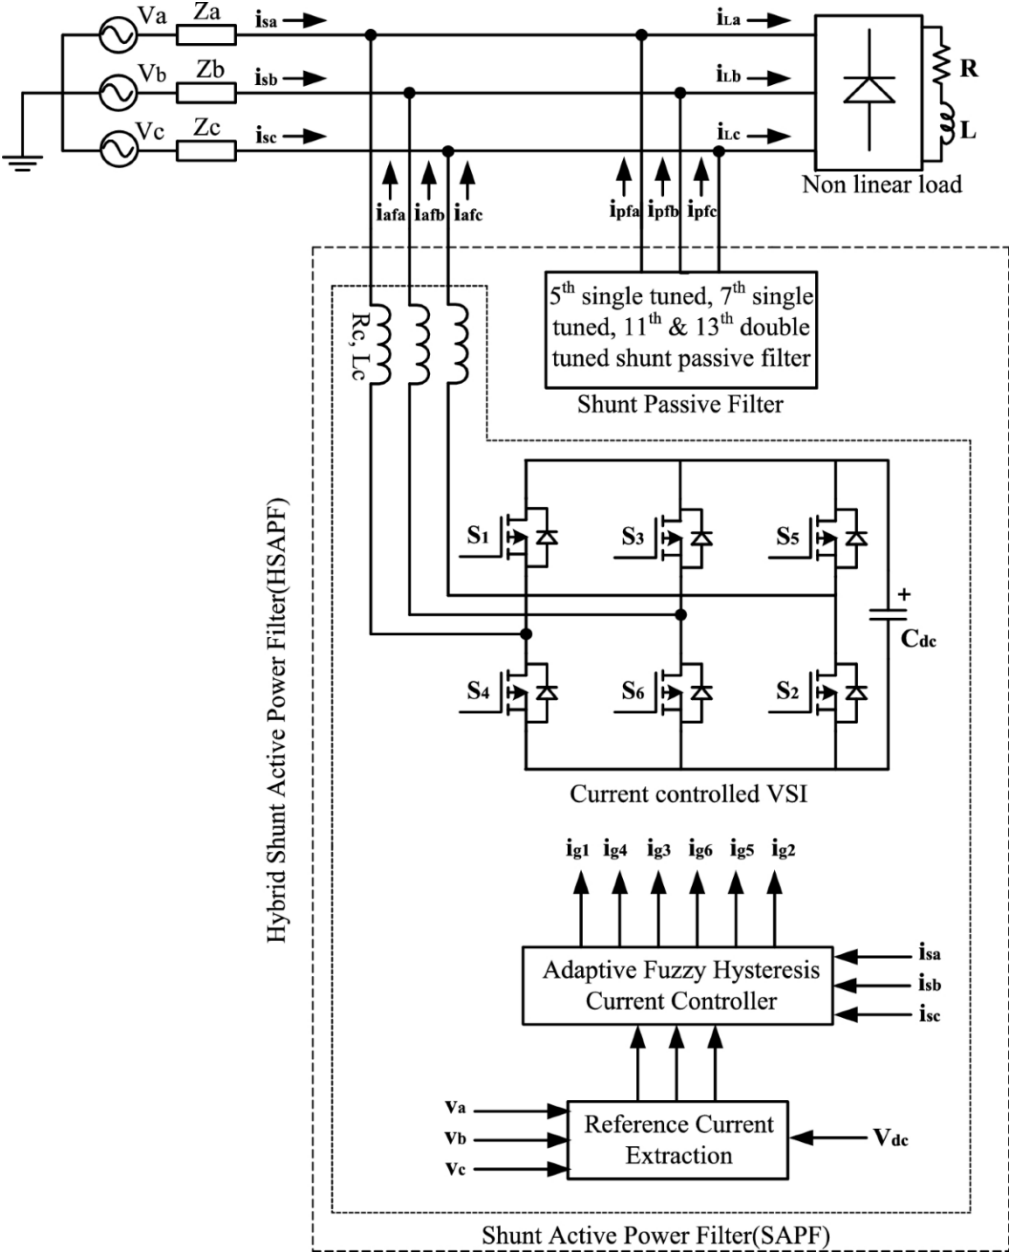 Va Za isa iLa
Vb Zb isb iLb R
Vc Zc isc iLc L
Non linear load
iafa iafb iafc ipfa ipfb ipfc
5th single tuned, 7th single
tuned, 11th & 13th double
tuned shunt passive filter
Shunt Passive Filter
Rc, Lc
S1 S3 S5
+
Cdc
S4 S6 S2
Current controlled VSI
Hybrid Shunt Active Power Filter(HSAPF)
ig1 ig4 ig3 ig6 ig5 ig2
Adaptive Fuzzy Hysteresis
Current Controller
isa
isb
isc
va
vb
vc
Reference Current
Extraction
Vdc
Shunt Active Power Filter(SAPF)